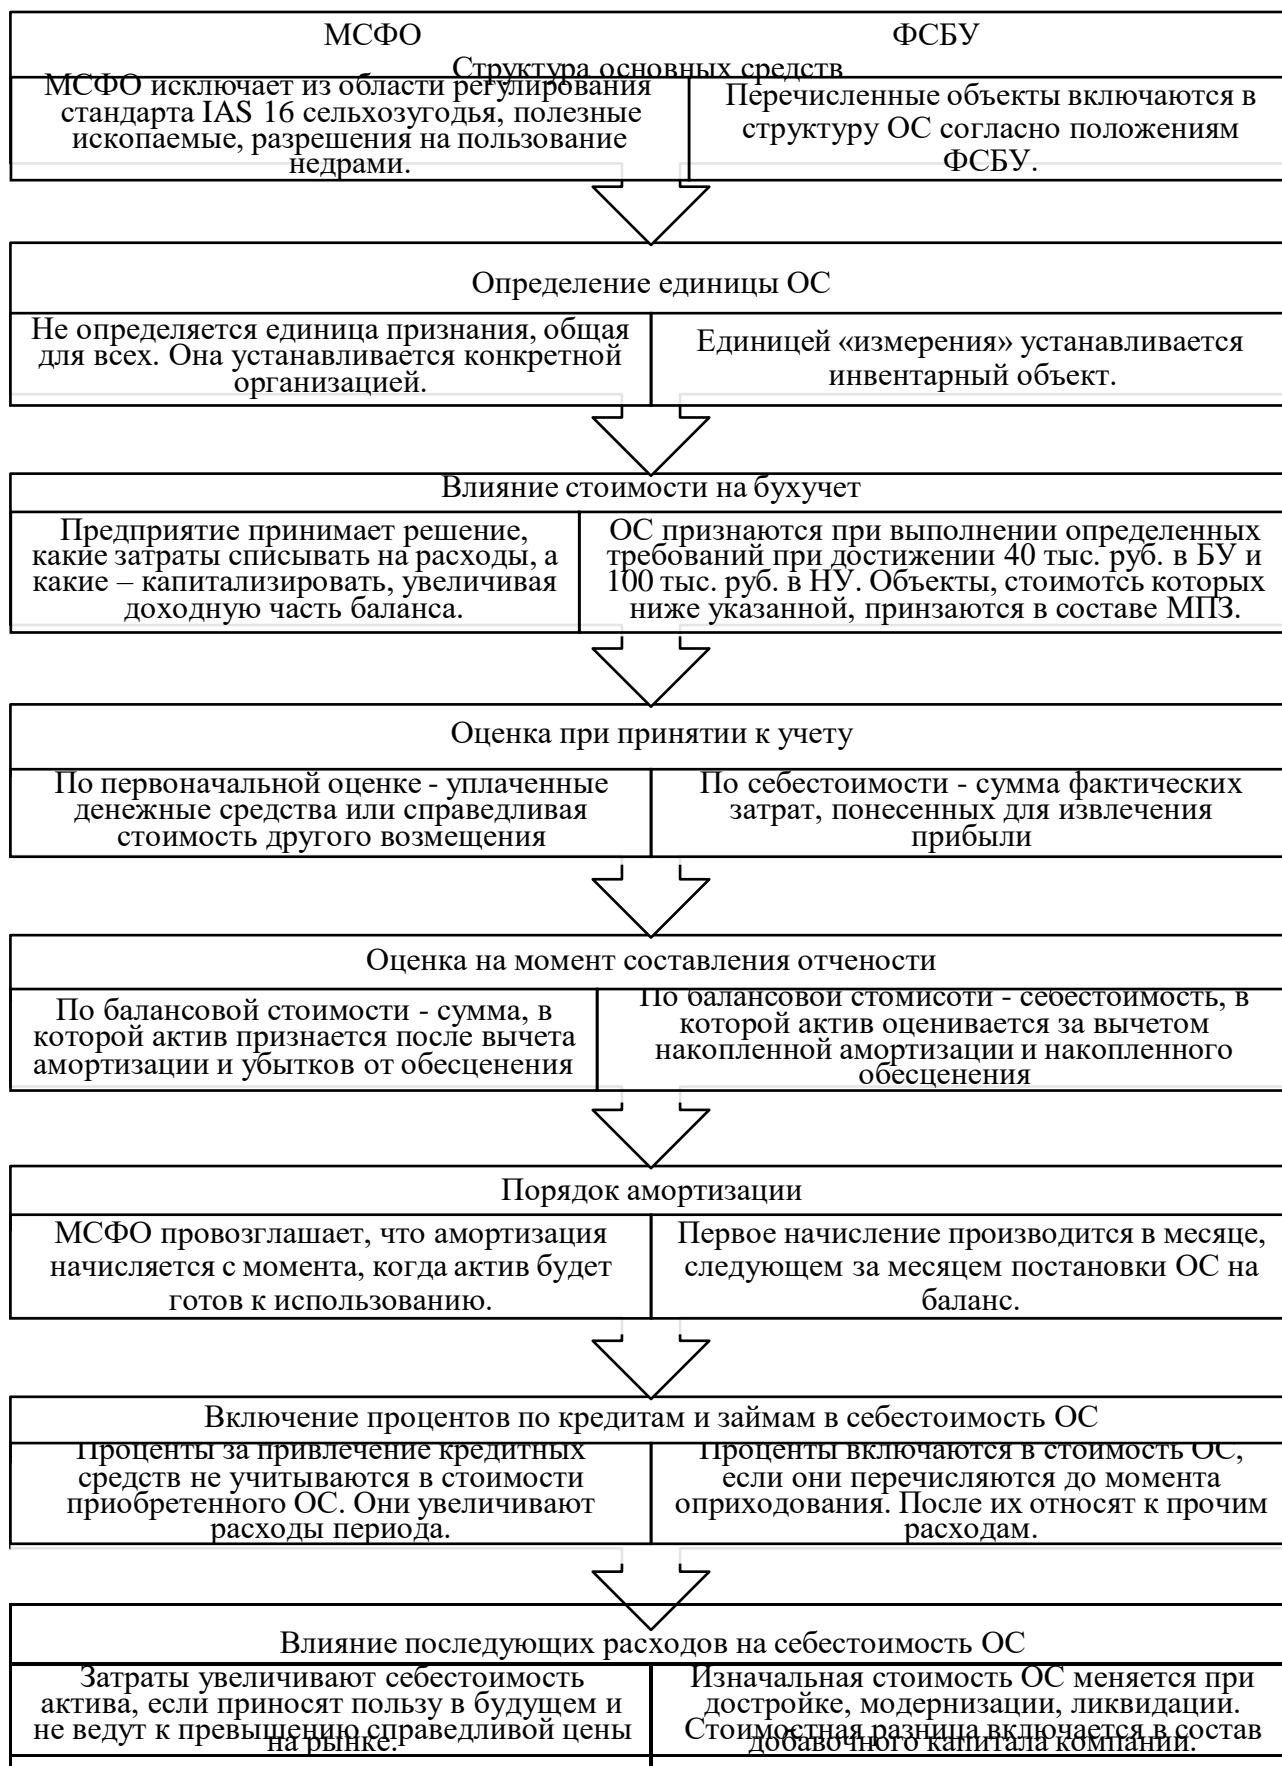 МСФО ФСБУ
Структура основных средств
МСФО исключает из области регулирования
стандарта IAS 16 сельхозугодья, полезные
ископаемые, разрешения на пользование
недрами.
Перечисленные объекты включаются в
структуру ОС согласно положениям
ФСБУ.
Определение единицы ОС
Не определяется единица признания, общая
для всех. Она устанавливается конкретной
организацией.
Единицей «измерения» устанавливается
инвентарный объект.
Влияние стоимости на бухучет
Предприятие принимает решение,
какие затраты списывать на расходы, а
какие – капитализировать, увеличивая
доходную часть баланса.
ОС признаются при выполнении определенных
требований при достижении 40 тыс. руб. в БУ и
100 тыс. руб. в НУ. Объекты, стоимотсь которых
ниже указанной, принзаются в составе МПЗ.
Оценка при принятии к учету
По первоначальной оценке - уплаченные
денежные средства или справедливая
стоимость другого возмещения
По себестоимости - сумма фактических
затрат, понесенных для извлечения
прибыли
Оценка на момент составления отчености
По балансовой стоимости - сумма, в
которой актив признается после вычета
амортизации и убытков от обесценения
По балансовой стомисоти - себестоимость, в
которой актив оценивается за вычетом
накопленной амортизации и накопленного
обесценения
Порядок амортизации
МСФО провозглашает, что амортизация
начисляется с момента, когда актив будет
готов к использованию.
Первое начисление производится в месяце,
следующем за месяцем постановки ОС на
баланс.
Включение процентов по кредитам и займам в себестоимость ОС
Проценты за привлечение кредитных
средств не учитываются в стоимости
приобретенного ОС. Они увеличивают
расходы периода.
Проценты включаются в стоимость ОС,
если они перечисляются до момента
оприходования. После их относят к прочим
расходам.
Влияние последующих расходов на себестоимость ОС
Затраты увеличивают себестоимость
актива, если приносят пользу в будущем и
не ведут к превышению справедливой цены
на рынке.
Изначальная стоимость ОС меняется при
достройке, модернизации, ликвидации.
Стоимостная разница включается в состав
добавочного капитала компании.